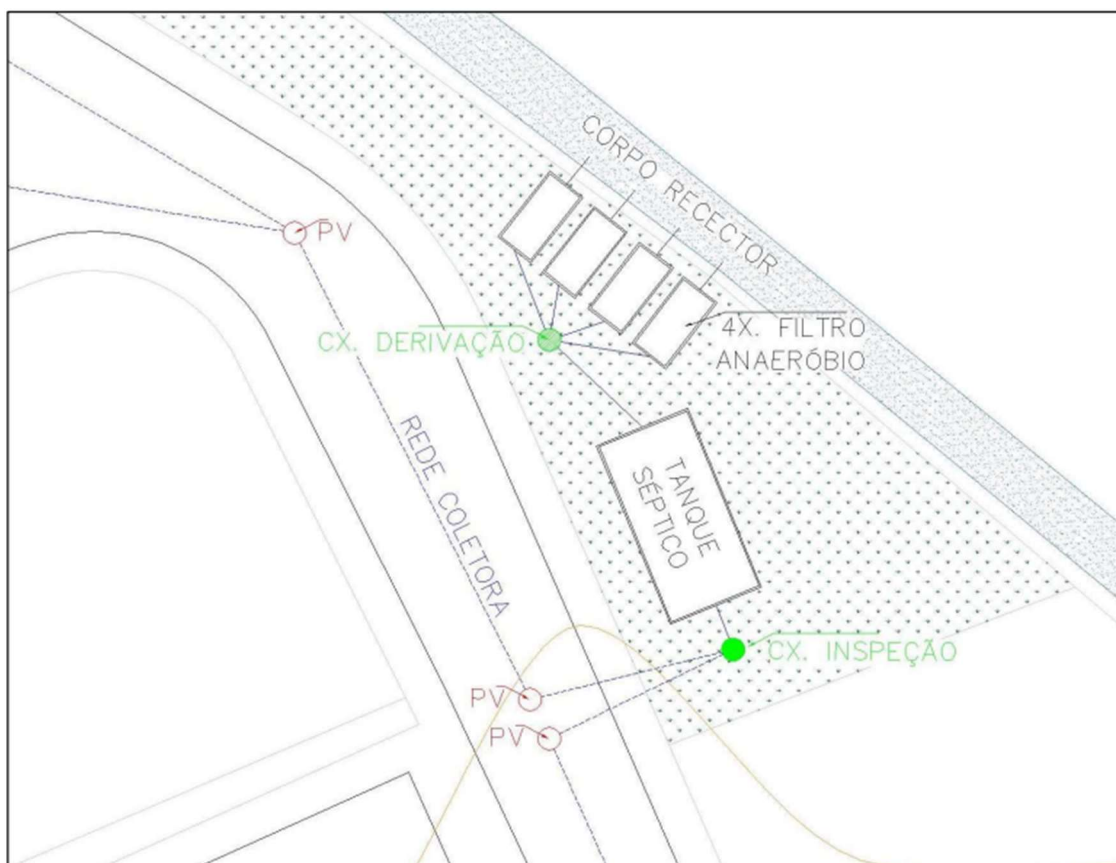 CORPO RECECTOR
PV
CX. DERIVAÇÃO
4X. FILTRO
ANAERÓBIO
REDE COLETORA
TANQUE
SÉPTICO
CX. INSPEÇÃO
PV
PV